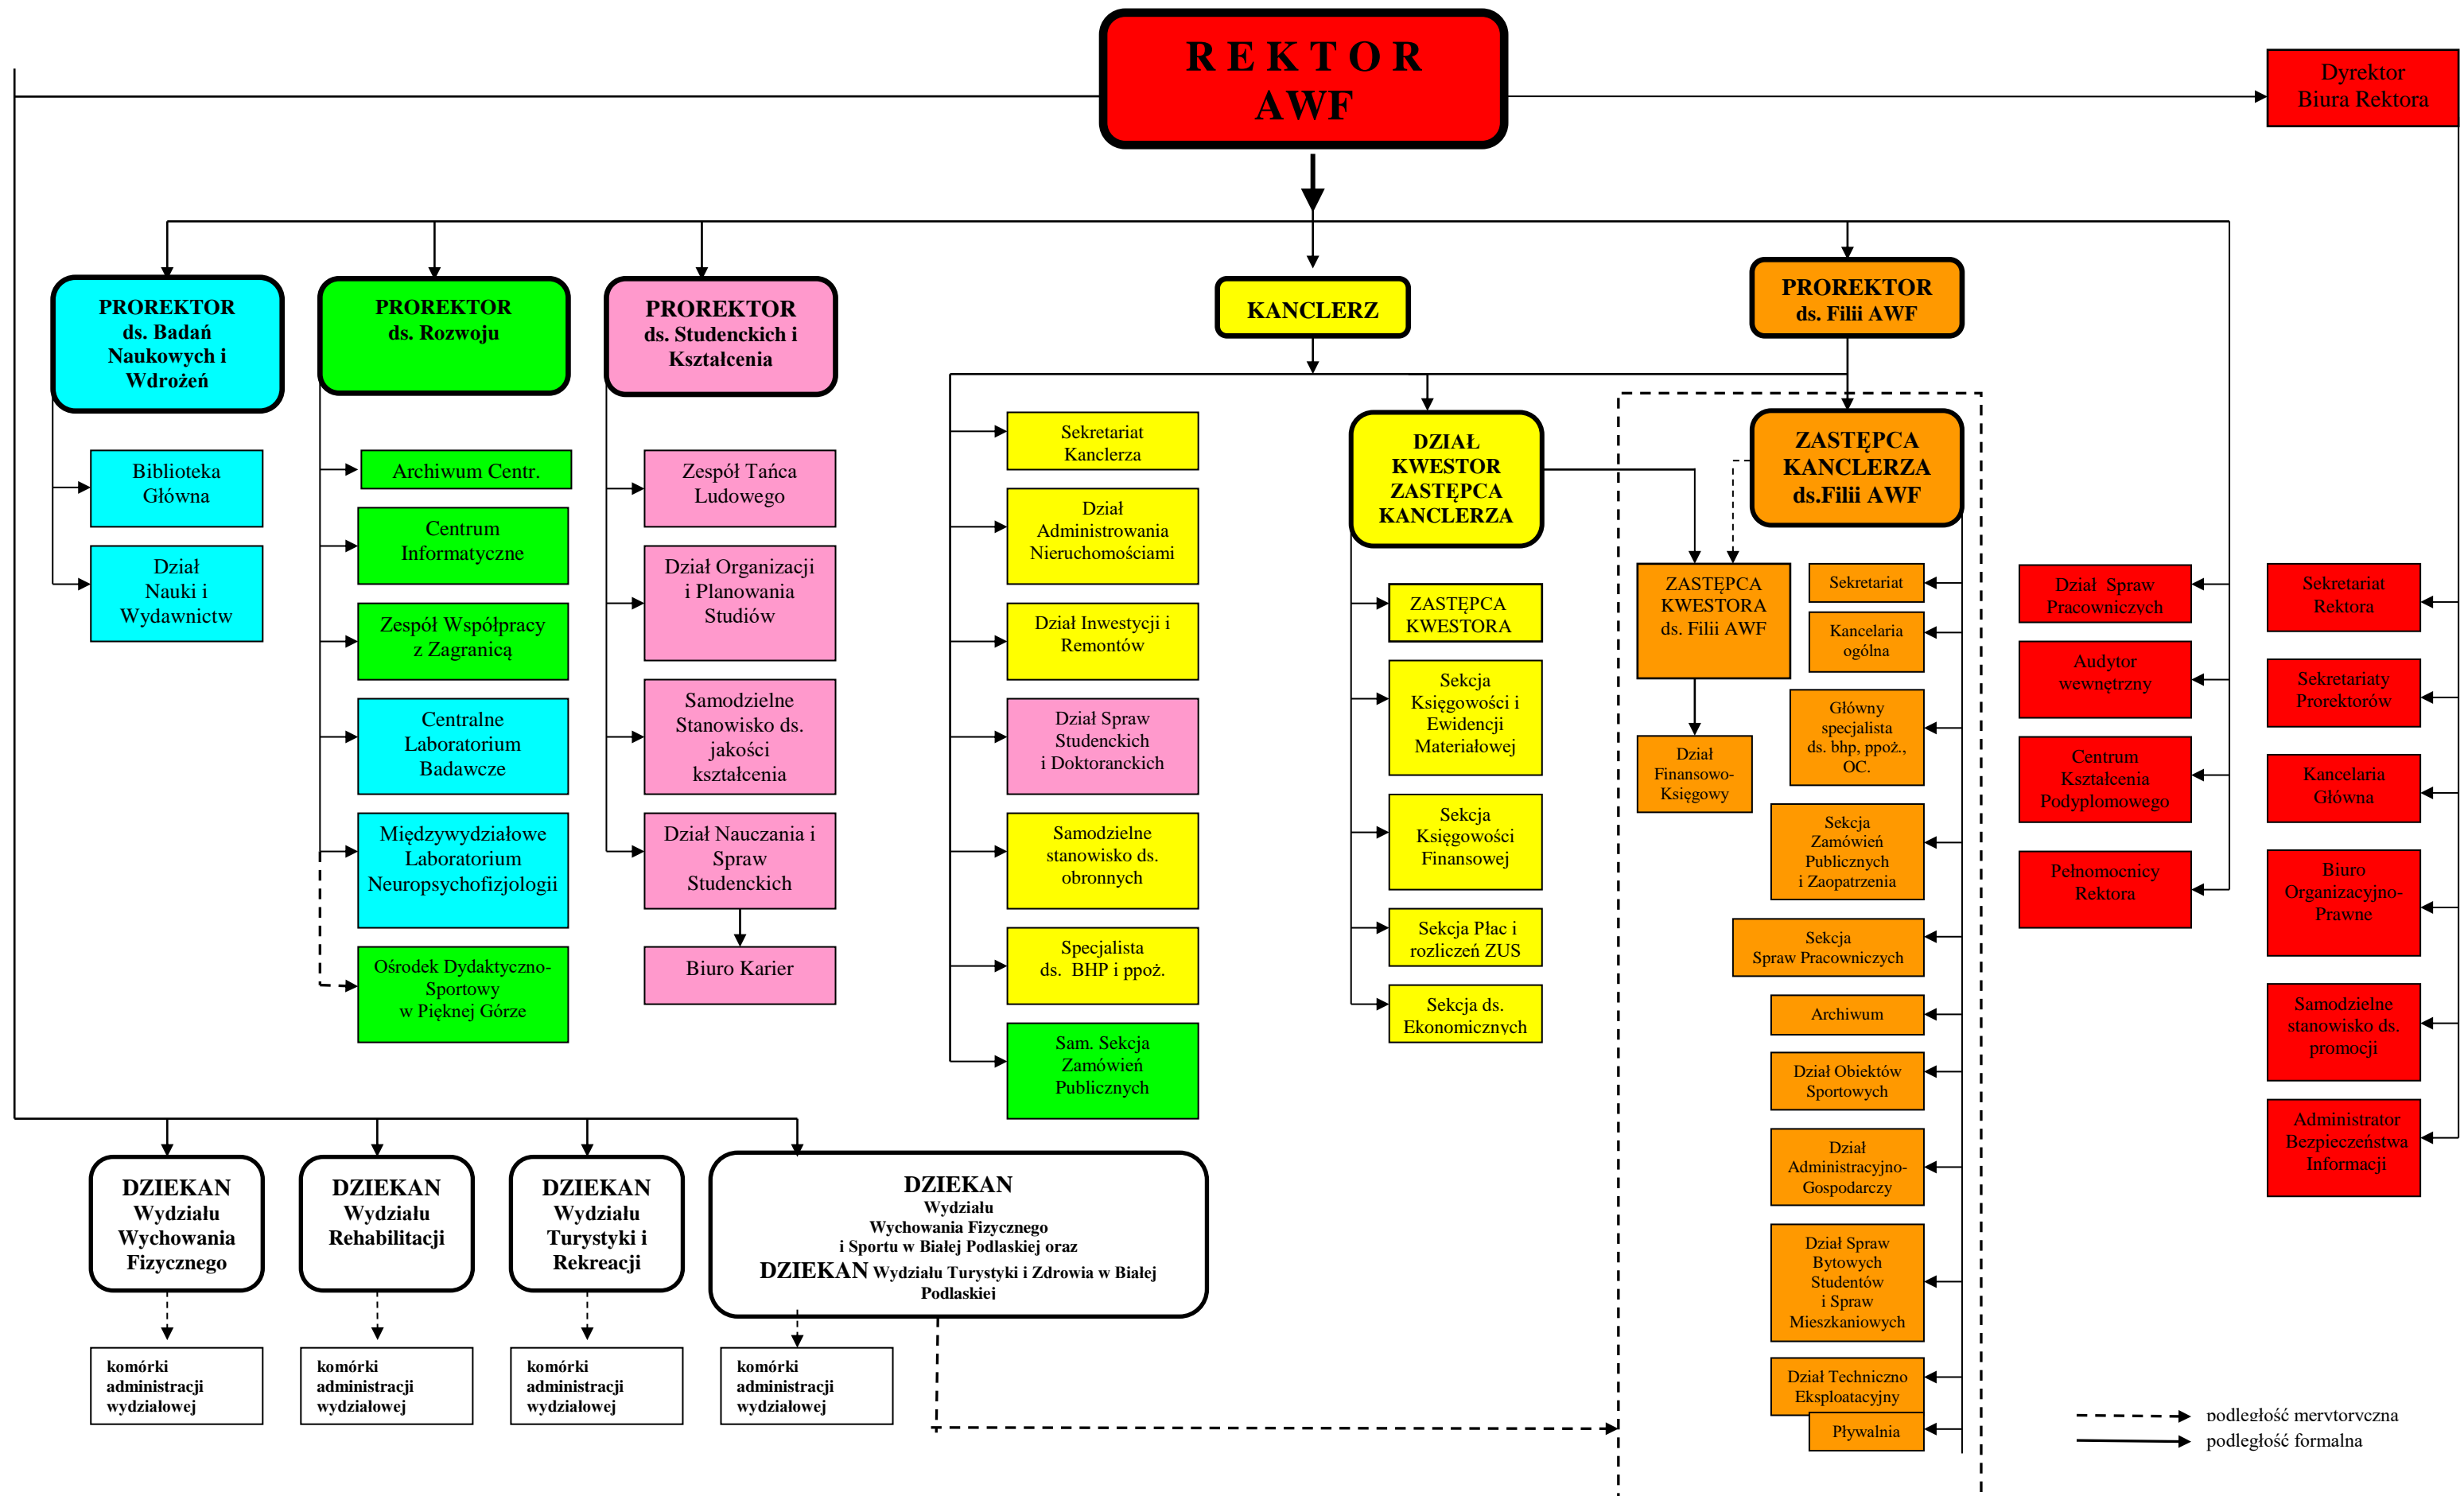 R E K T O R
AWF
Dyrektor
Biura Rektora
PROREKTOR
ds. Badań
Naukowych i
Wdrożeń
PROREKTOR
ds. Rozwoju
PROREKTOR
ds. Studenckich i
Kształcenia
KANCLERZ
PROREKTOR
ds. Filii AWF
Biblioteka
Główna
Dział
Nauki i
Wydawnictw
Archiwum Centr.
Centrum
Informatyczne
Zespół Współpracy
z Zagranicą
Centralne
Laboratorium
Badawcze
Międzywydziałowe
Laboratorium
Neuropsychofizjologii
Ośrodek Dydaktyczno-
Sportowy
w Pięknej Górze
Zespół Tańca
Ludowego
Dział Organizacji
i Planowania
Studiów
Samodzielne
Stanowisko ds.
jakości
kształcenia
Dział Nauczania i
Spraw
Studenckich
Biuro Karier
Sekretariat
Kanclerza
Dział
Administrowania
Nieruchomościami
Dział Inwestycji i
Remontów
Dział Spraw
Studenckich
i Doktoranckich
Samodzielne
stanowisko ds.
obronnych
Specjalista
ds. BHP i ppoż.
Sam. Sekcja
Zamówień
Publicznych
DZIAŁ
KWESTOR
ZASTĘPCA
KANCLERZA
ZASTĘPCA
KWESTORA
Sekcja
Księgowości i
Ewidencji
Materiałowej
Sekcja
Księgowości
Finansowej
Sekcja Płac i
rozliczeń ZUS
Sekcja ds.
Ekonomicznych
ZASTĘPCA
KANCLERZA
ds.Filii AWF
ZASTĘPCA
KWESTORA
ds. Filii AWF
Dział
Finansowo-
Księgowy
Sekretariat
Kancelaria
ogólna
Główny
specjalista
ds. bhp, ppoż.,
OC.
Sekcja
Zamówień
Publicznych
i Zaopatrzenia
Sekcja
Spraw Pracowniczych
Archiwum
Dział Obiektów
Sportowych
Dział
Administracyjno-
Gospodarczy
Dział Spraw
Bytowych
Studentów
i Spraw
Mieszkaniowych
Dział Techniczno
Eksploatacyjny
Pływalnia
Dział Spraw
Pracowniczych
Audytor
wewnętrzny
Centrum
Kształcenia
Podyplomowego
Pełnomocnicy
Rektora
Sekretariat
Rektora
Sekretariaty
Prorektorów
Kancelaria
Główna
Biuro
Organizacyjno-
Prawne
Samodzielne
stanowisko ds.
promocji
Administrator
Bezpieczeństwa
Informacji
DZIEKAN
Wydziału
Wychowania
Fizycznego
DZIEKAN
Wydziału
Rehabilitacji
DZIEKAN
Wydziału
Turystyki i
Rekreacji
DZIEKAN
Wydziału
Wychowania Fizycznego
i Sportu w Białej Podlaskiej oraz
DZIEKAN Wydziału Turystyki i Zdrowia w Białej
Podlaskiej
komórki
administracji
wydziałowej
komórki
administracji
wydziałowej
komórki
administracji
wydziałowej
komórki
administracji
wydziałowej
podległość merytoryczna
podległość formalna